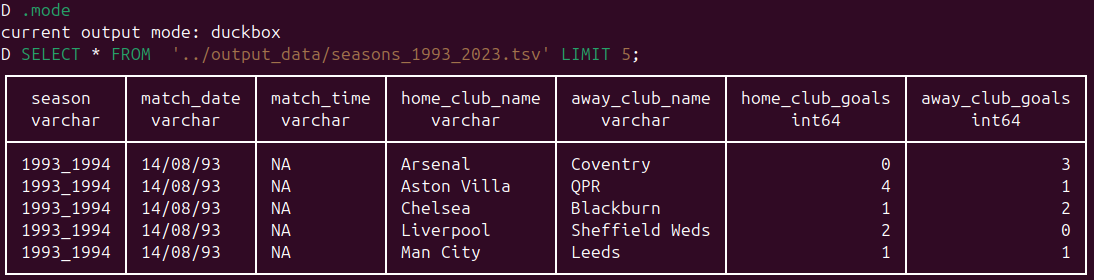 D .mode
current output mode: duckbox
D SELECT * FROM  '../output_data/seasons_1993_2023.tsv' LIMIT 5;
season match_date match_time home_club_name away_club_name home_club_goals away_club_goals
varchar varchar varchar varchar varchar int64 int64
1993_1994 14/08/93 NA Arsenal Coventry 0 3
1993_1994 14/08/93 NA Aston Villa QPR 4 1
1993_1994 14/08/93 NA Chelsea Blackburn 1 2
1993_1994 14/08/93 NA Liverpool Sheffield Weds 2 0
1993_1994 14/08/93 NA Man City Leeds 1 1